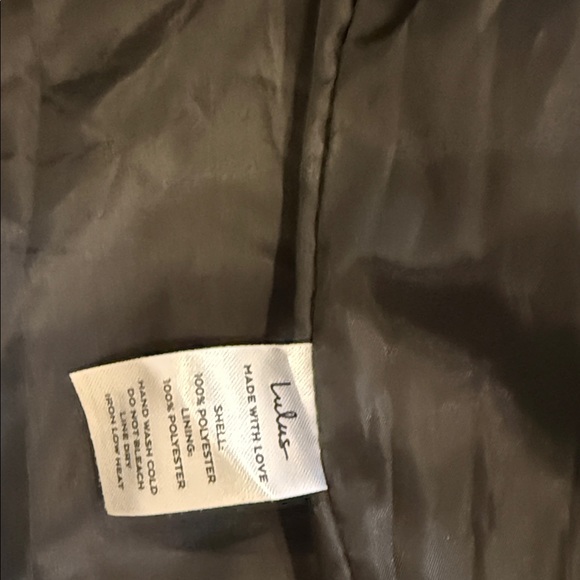 Lulus
MADE WITH LOVE
SHELL:
100% POLYESTER
LINING:
100% POLYESTER
HAND WASH COLD
DO NOT BLEACH
LINE DRY
IRON LOW HEAT